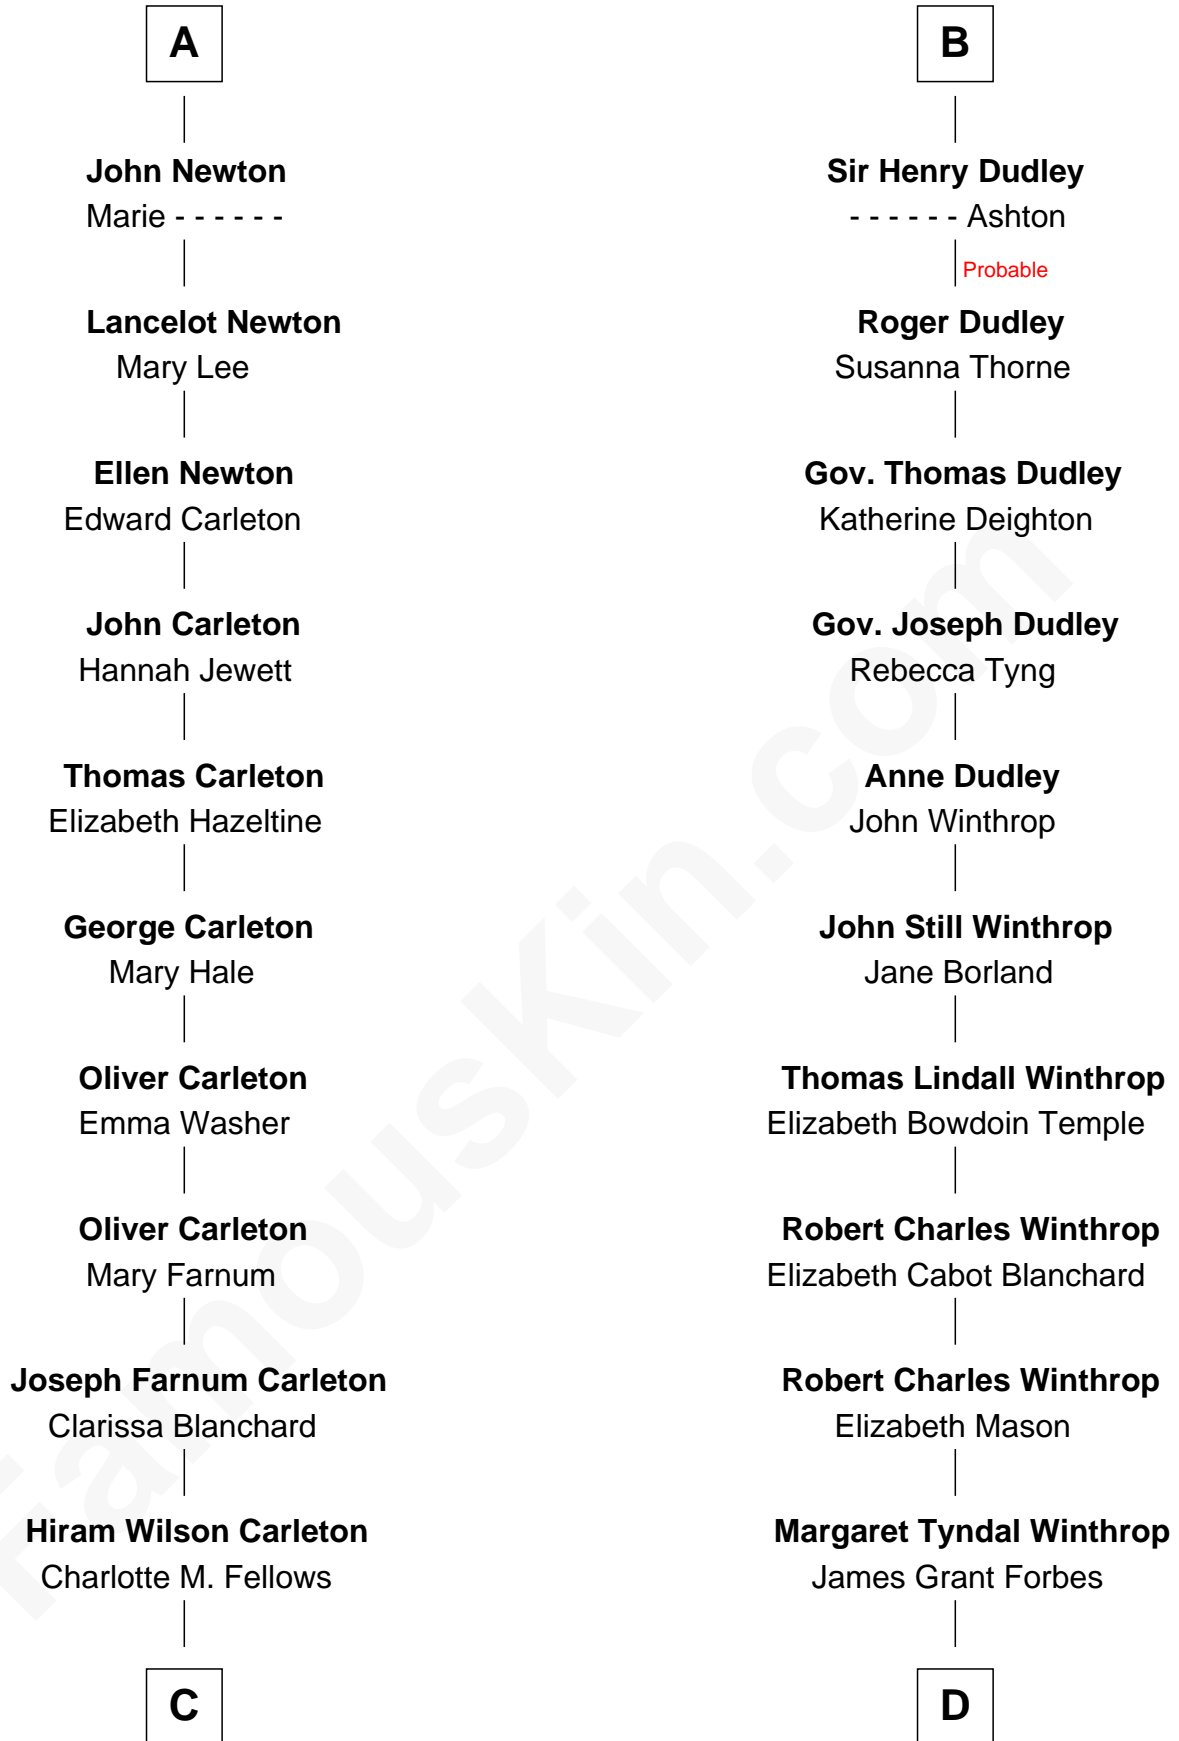 A
John Newton
Marie - - - - - -
Lancelot Newton
Mary Lee
Ellen Newton
Edward Carleton
John Carleton
Hannah Jewett
Thomas Carleton
Elizabeth Hazeltine
George Carleton
Mary Hale
Oliver Carleton
Emma Washer
Oliver Carleton
Mary Farnum
Joseph Farnum Carleton
Clarissa Blanchard
Hiram Wilson Carleton
Charlotte M. Fellows
C
B
Sir Henry Dudley
- - - - - - Ashton
Probable
Roger Dudley
Susanna Thorne
Gov. Thomas Dudley
Katherine Deighton
Gov. Joseph Dudley
Rebecca Tyng
Anne Dudley
John Winthrop
John Still Winthrop
Jane Borland
Thomas Lindall Winthrop
Elizabeth Bowdoin Temple
Robert Charles Winthrop
Elizabeth Cabot Blanchard
Robert Charles Winthrop
Elizabeth Mason
Margaret Tyndal Winthrop
James Grant Forbes
D
FamousKin.com